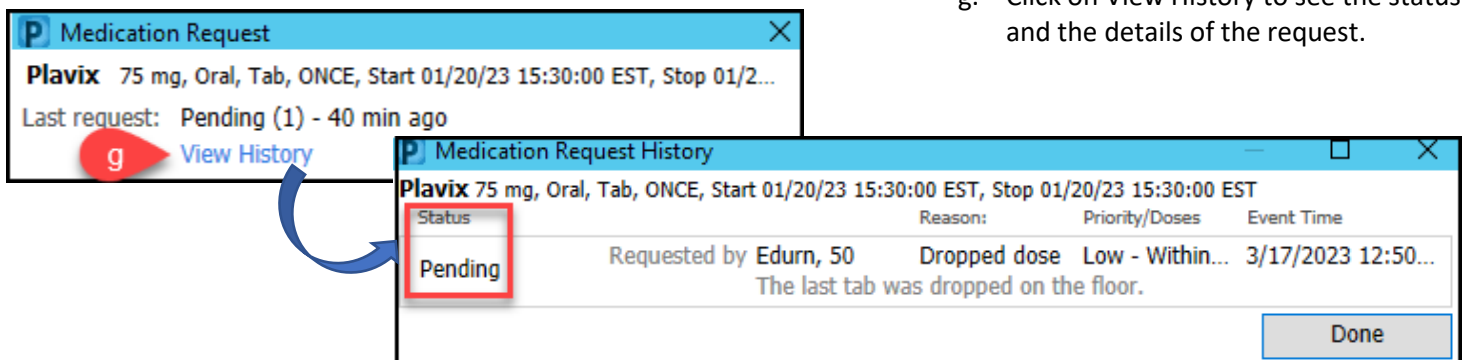 g. Click on View History to see the status
and the details of the request.
P Medication Request
Plavix 75 mg, Oral, Tab, ONCE, Start 01/20/23 15:30:00 EST, Stop 01/2...
Last request: Pending (1) - 40 min ago
g View History
P Medication Request History
Plavix 75 mg, Oral, Tab, ONCE, Start 01/20/23 15:30:00 EST, Stop 01/20/23 15:30:00 EST
Status Reason: Priority/Doses Event Time
Pending Requested by Edurn, 50 Dropped dose Low - Within... 3/17/2023 12:50...
The last tab was dropped on the floor.
Done